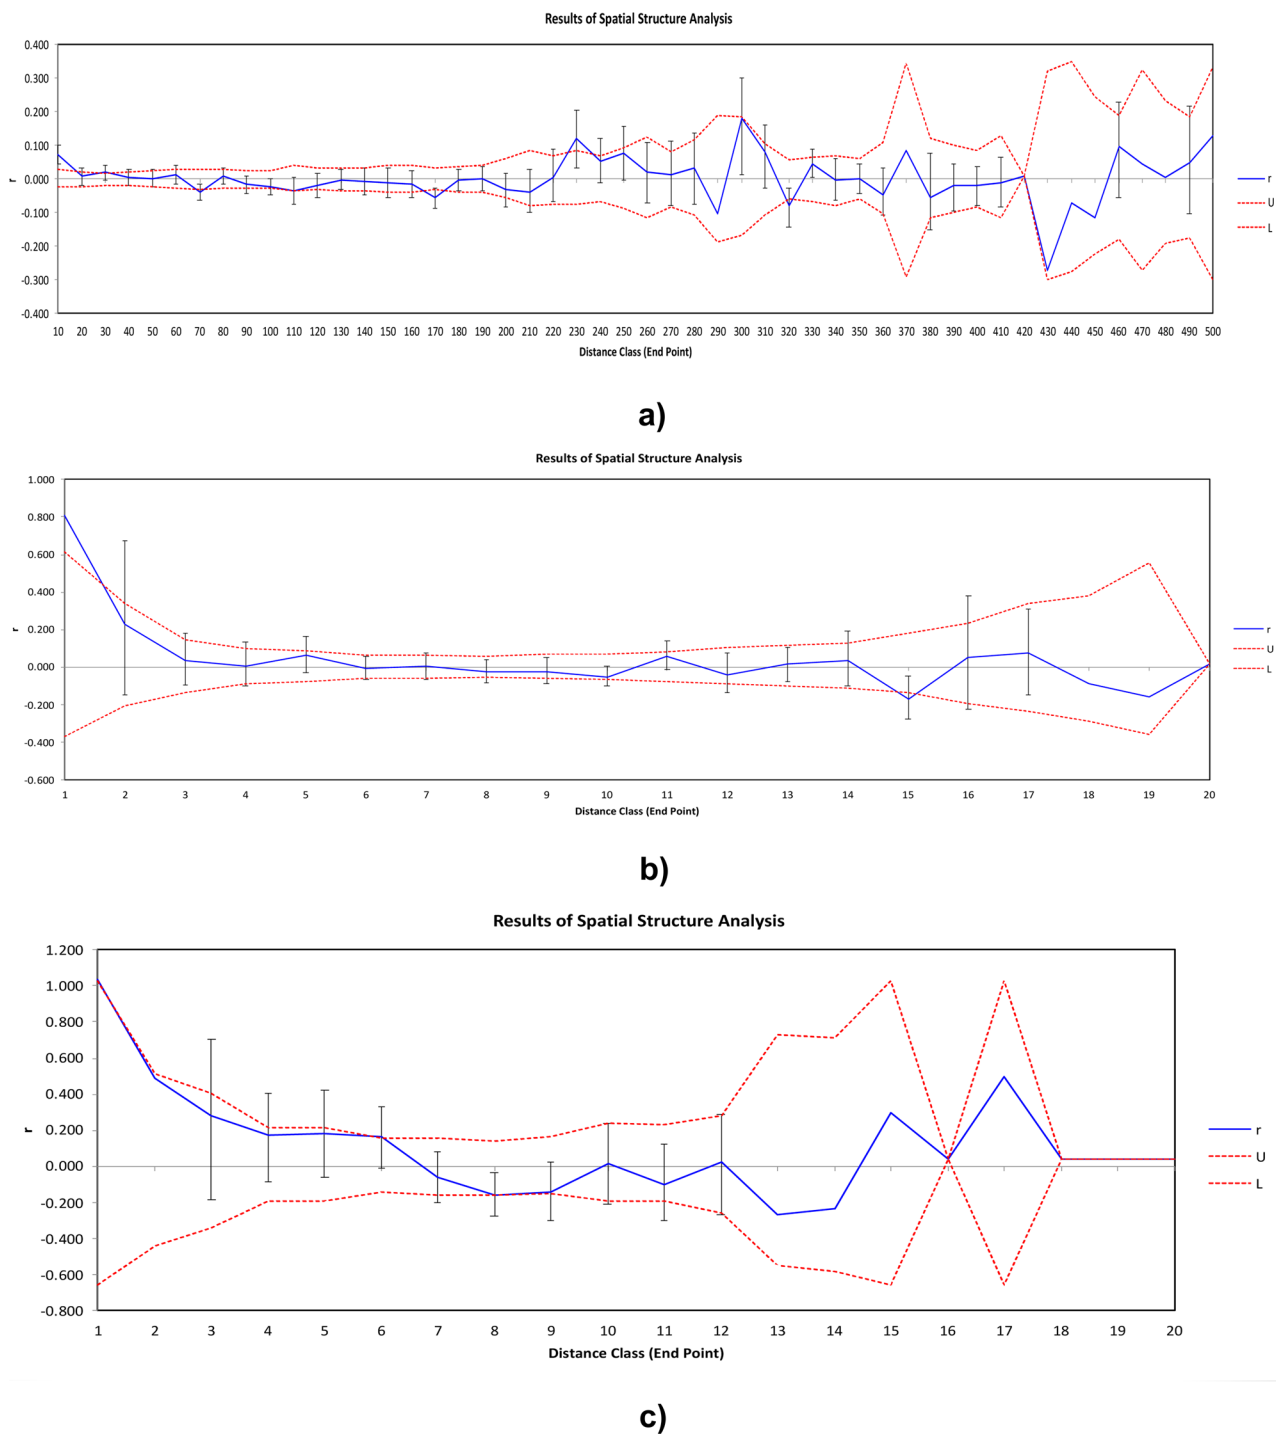 Results of Spatial Structure Analysis
0.400
0.300
0.200
0.100
0.000
-0.100
-0.200
-0.300
-0.400
r
10 20 30 40 50 60 70 80 90 100 110 120 130 140 150 160 170 180 190 200 210 220 230 240 250 260 270 280 290 300 310 320 330 340 350 360 370 380 390 400 410 420 430 440 450 460 470 480 490 500
Distance Class (End Point)
r
U
L
a)
Results of Spatial Structure Analysis
1.000
0.800
0.600
0.400
0.200
0.000
-0.200
-0.400
-0.600
r
1 2 3 4 5 6 7 8 9 10 11 12 13 14 15 16 17 18 19 20
Distance Class (End Point)
r
U
L
b)
Results of Spatial Structure Analysis
1.200
1.000
0.800
0.600
0.400
0.200
0.000
-0.200
-0.400
-0.600
-0.800
r
1 2 3 4 5 6 7 8 9 10 11 12 13 14 15 16 17 18 19 20
Distance Class (End Point)
r
U
L
c)